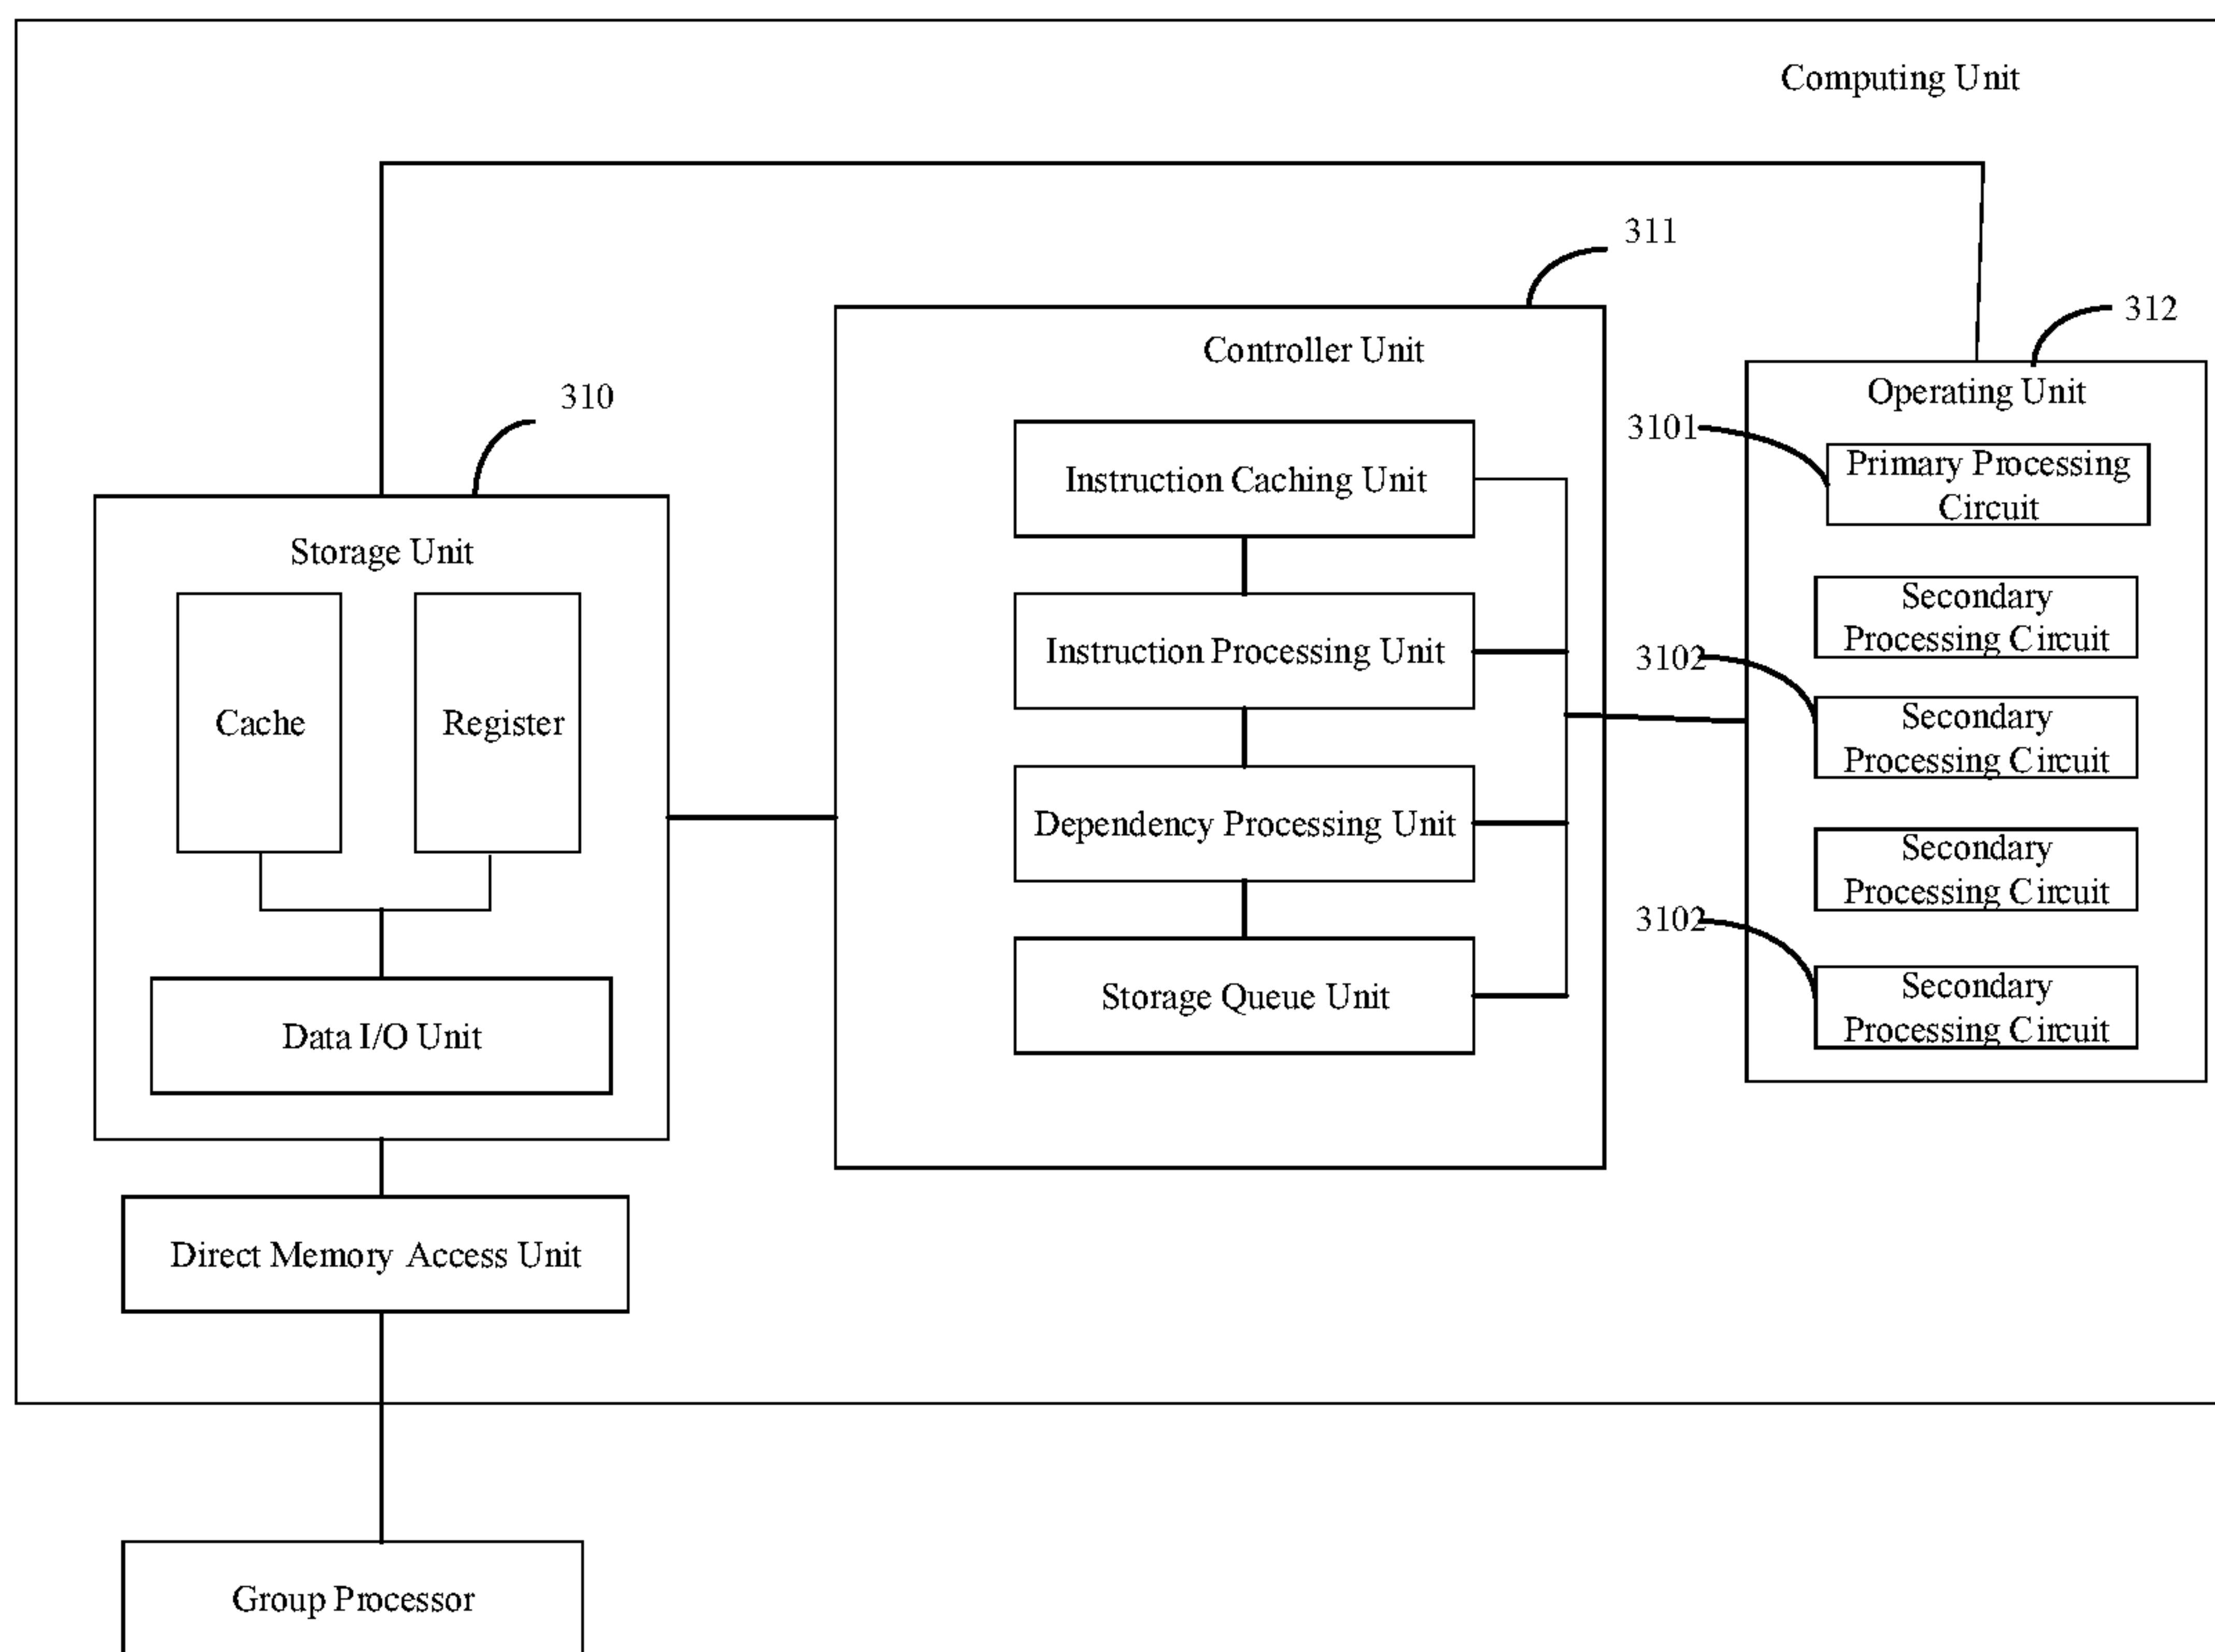 Computing Unit
311
312
Controller Unit
310
Operating Unit
3101
Primary Processing
Circuit
Instruction Caching Unit
Storage Unit
Secondary
Processing Circuit
Instruction Processing Unit
3102
Cache
Register
Secondary
Processing Circuit
Dependency Processing Unit
Secondary
Processing Circuit
3102
Storage Queue Unit
Secondary
Processing Circuit
Data I/O Unit
Direct Memory Access Unit
Group Processor